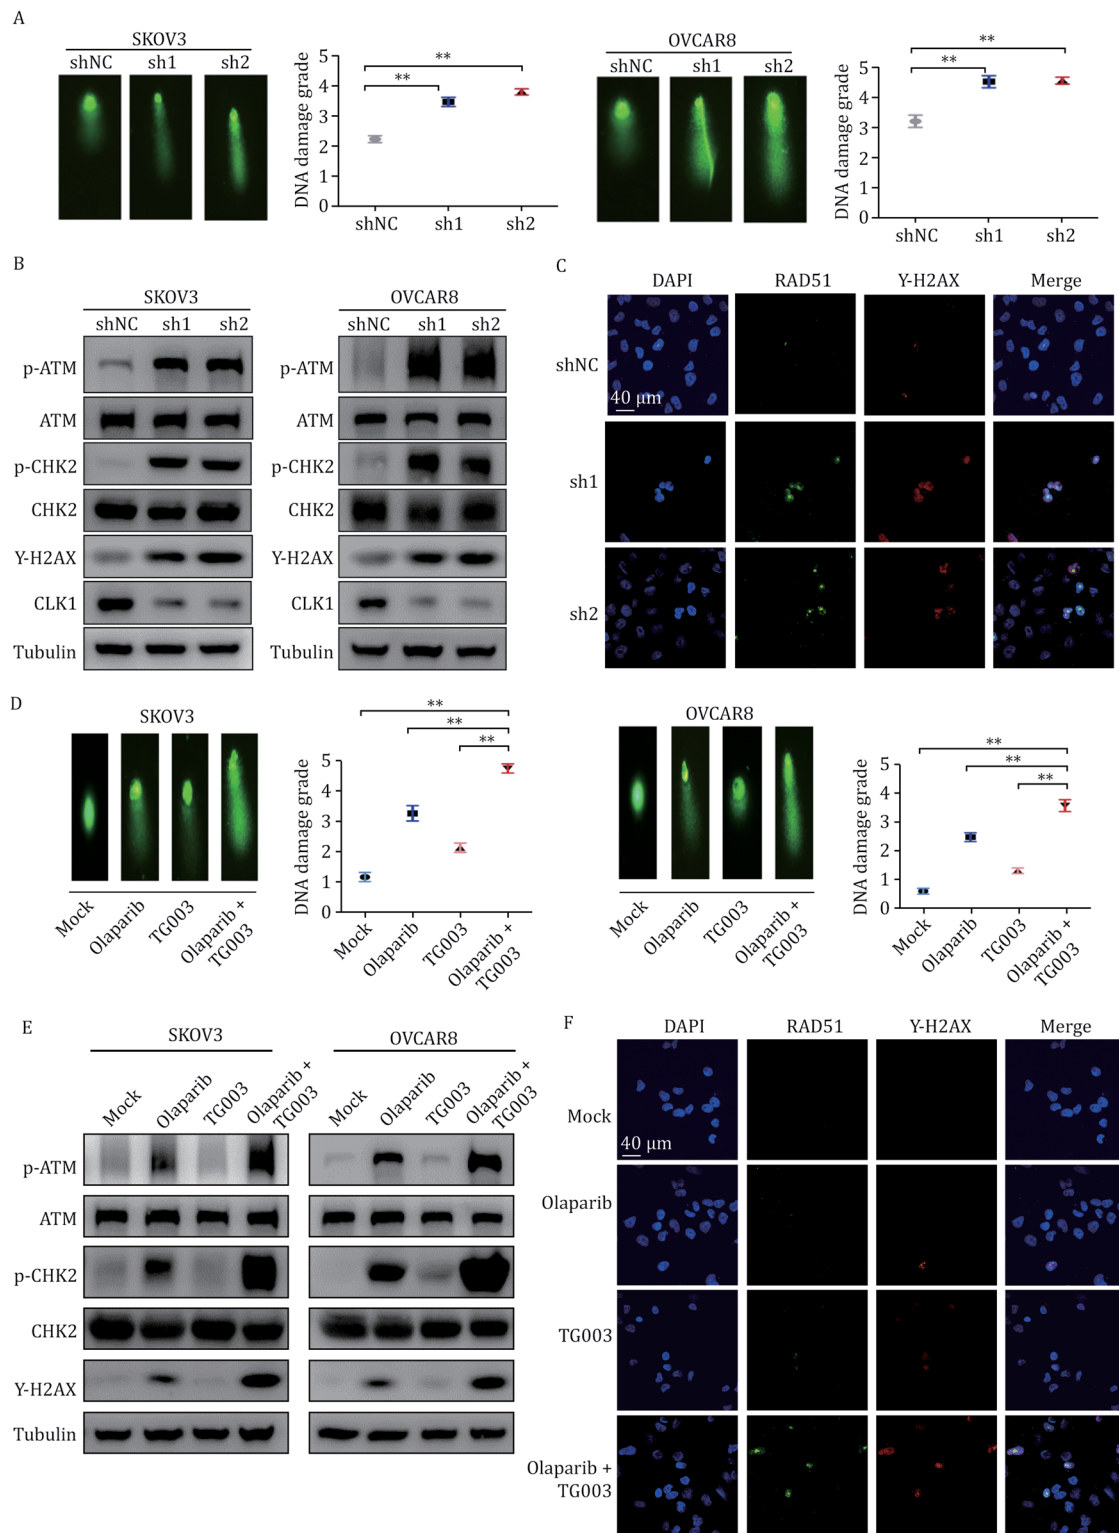 A
SKOV3
shNC sh1 sh2
DNA damage grade
5
4
3
2
1
0
** **
shNC sh1 sh2
OVCAR8
shNC sh1 sh2
DNA damage grade
5
4
3
2
1
0
** **
shNC sh1 sh2
B
SKOV3
shNC sh1 sh2
p-ATM
ATM
p-CHK2
CHK2
Y-H2AX
CLK1
Tubulin
OVCAR8
shNC sh1 sh2
p-ATM
ATM
p-CHK2
CHK2
Y-H2AX
CLK1
Tubulin
C
DAPI RAD51 Y-H2AX Merge
shNC
40 μm
sh1
sh2
D
SKOV3
Mock
Olaparib
TG003
Olaparib +
TG003
DNA damage grade
5
4
3
2
1
0
**
**
**
Mock
Olaparib
TG003
Olaparib +
TG003
OVCAR8
Mock
Olaparib
TG003
Olaparib +
TG003
DNA damage grade
5
4
3
2
1
0
**
**
**
Mock
Olaparib
TG003
Olaparib +
TG003
E
SKOV3
Mock
Olaparib
TG003
Olaparib +
TG003
OVCAR8
Mock
Olaparib
TG003
Olaparib +
TG003
p-ATM
ATM
p-CHK2
CHK2
Y-H2AX
Tubulin
F
DAPI RAD51 Y-H2AX Merge
Mock
40 μm
Olaparib
TG003
Olaparib +
TG003